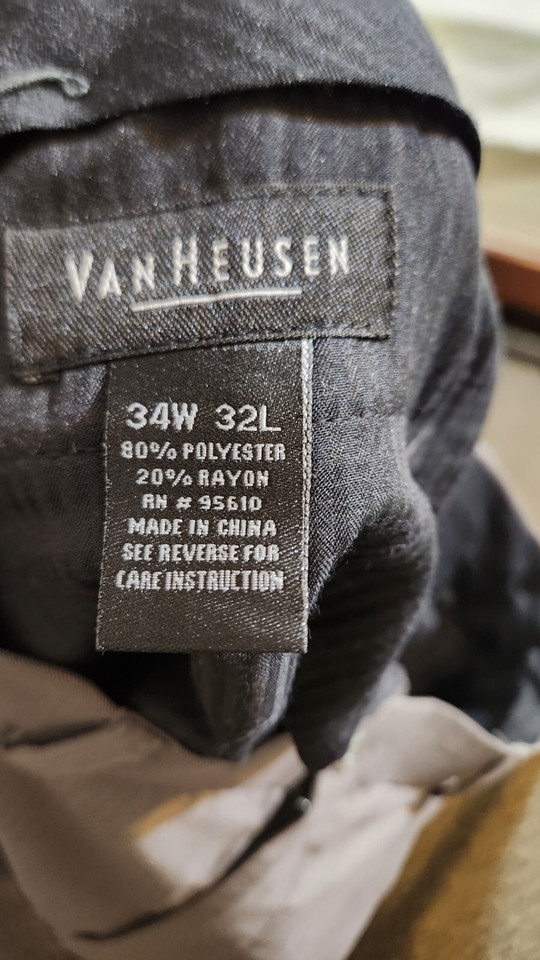 VAN HEUSEN
34W 32L
80% POLYESTER
20% RAYON
RN # 95610
MADE IN CHINA
SEE REVERSE FOR
CARE INSTRUCTION